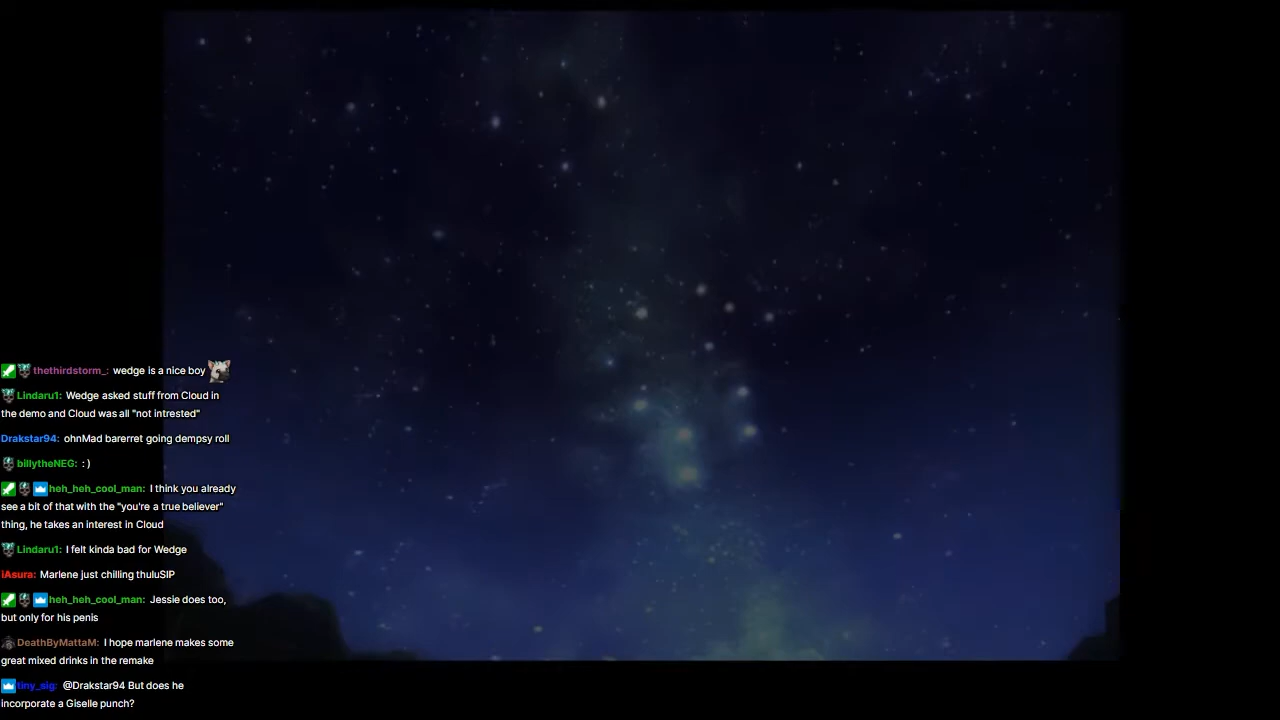 thethirdstorm_: wedge is a nice boy
Lindaru1: Wedge asked stuff from Cloud in
the demo and Cloud was all "not intrested"
Drakstar94: ohnMad barerret going dempsy roll
billytheNEG: : )
heh_heh_cool_man: I think you already
see a bit of that with the "you're a true believer"
thing, he takes an interest in Cloud
Lindaru1: I felt kinda bad for Wedge
iAsura: Marlene just chilling thuluSIP
heh_heh_cool_man: Jessie does too,
but only for his penis
DeathByMattaM: I hope marlene makes some
great mixed drinks in the remake
tiny_sig: @Drakstar94 But does he
incorporate a Giselle punch?